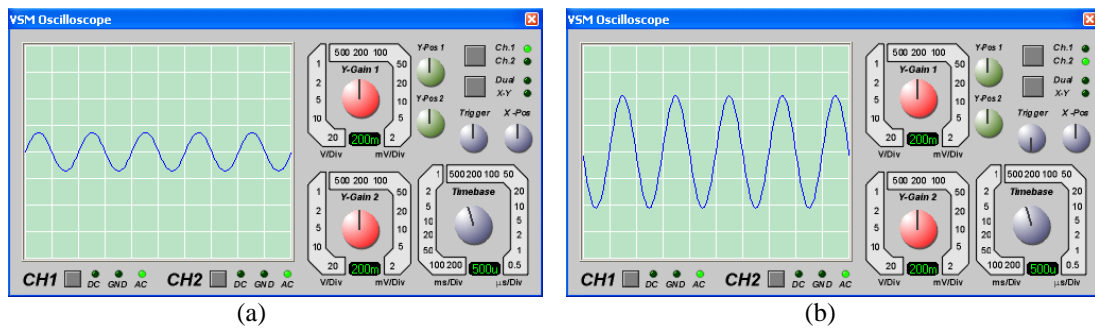 VSM Oscilloscope
500 200 100
Y-Gain 1
1
2
5
10
20
50
20
10
5
2
200m
V/Div
mV/Div
500 200 100
Y-Gain 2
1
2
5
10
20
50
20
10
5
2
200m
V/Div
mV/Div
Y-Pos 1
Y-Pos 2
Ch.1
Ch.2
Dual
X-Y
Trigger
X -Pos
1
500 200 100 50
Timebase
2
5
10
20
50
100 200
20
10
5
2
1
0.5
500u
ms/Div
µs/Div
CH1
DC GND AC
CH2
DC GND AC
(a)
VSM Oscilloscope
500 200 100
Y-Gain 1
1
2
5
10
20
50
20
10
5
2
200m
V/Div
mV/Div
500 200 100
Y-Gain 2
1
2
5
10
20
50
20
10
5
2
200m
V/Div
mV/Div
Y-Pos 1
Y-Pos 2
Ch.1
Ch.2
Dual
X-Y
Trigger
X -Pos
1
500 200 100 50
Timebase
2
5
10
20
50
100 200
20
10
5
2
1
0.5
500u
ms/Div
µs/Div
CH1
DC GND AC
CH2
DC GND AC
(b)